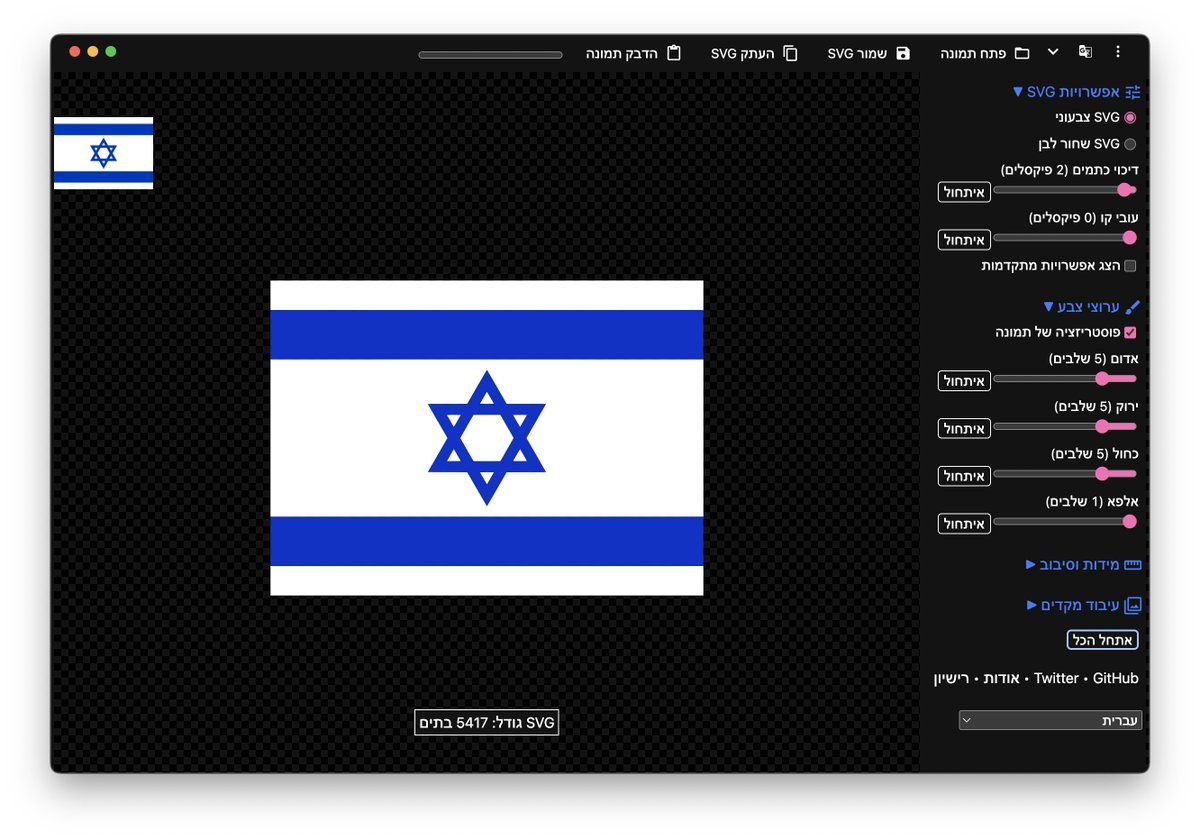 פתח תמונה
שמור SVG
העתק SVG
הדבק תמונה
אפשרויות SVG
SVG צבעוני
SVG שחור לבן
דיכוי כתמים (2 פיקסלים)
איתחול
עובי קו (0 פיקסלים)
איתחול
הצג אפשרויות מתקדמות
ערוצי צבע
פוסטריזציה של תמונה
אדום (5 שלבים)
איתחול
ירוק (5 שלבים)
איתחול
כחול (5 שלבים)
איתחול
אלפא (1 שלבים)
איתחול
מידות וסיבוב
עיבוד מקדים
אתחל הכל
GitHub • Twitter • אודות • רישיון
עברית
SVG גודל: 5417 בתים